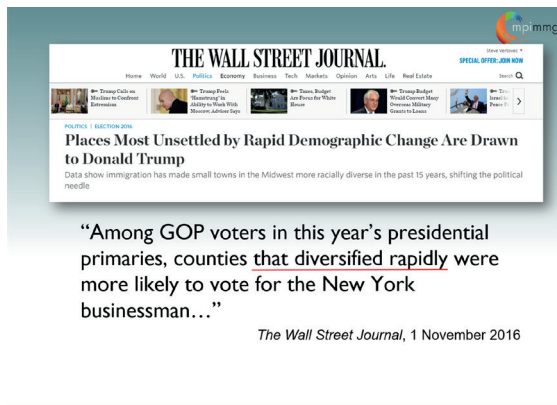 mpimmg
Steve Vertovec
THE WALL STREET JOURNAL.
SPECIAL OFFER: JOIN NOW
Home World U.S. Politics Economy Business Tech Markets Opinion Arts Life Real Estate
Search
Trump Calls on
Muslims to Confront
Extremism
Trump Feels
'Hamstrung' in
Ability to Work With
Moscow, Adviser Says
Taxes, Budget
Are Focus for White
House
Trump Budget
Would Convert Many
Overseas Military
Grants to Loans
POLITICS | ELECTION 2016
Places Most Unsettled by Rapid Demographic Change Are Drawn
to Donald Trump
Data show immigration has made small towns in the Midwest more racially diverse in the past 15 years, shifting the political
needle
“Among GOP voters in this year’s presidential
primaries, counties that diversified rapidly were
more likely to vote for the New York
businessman…”
The Wall Street Journal, 1 November 2016